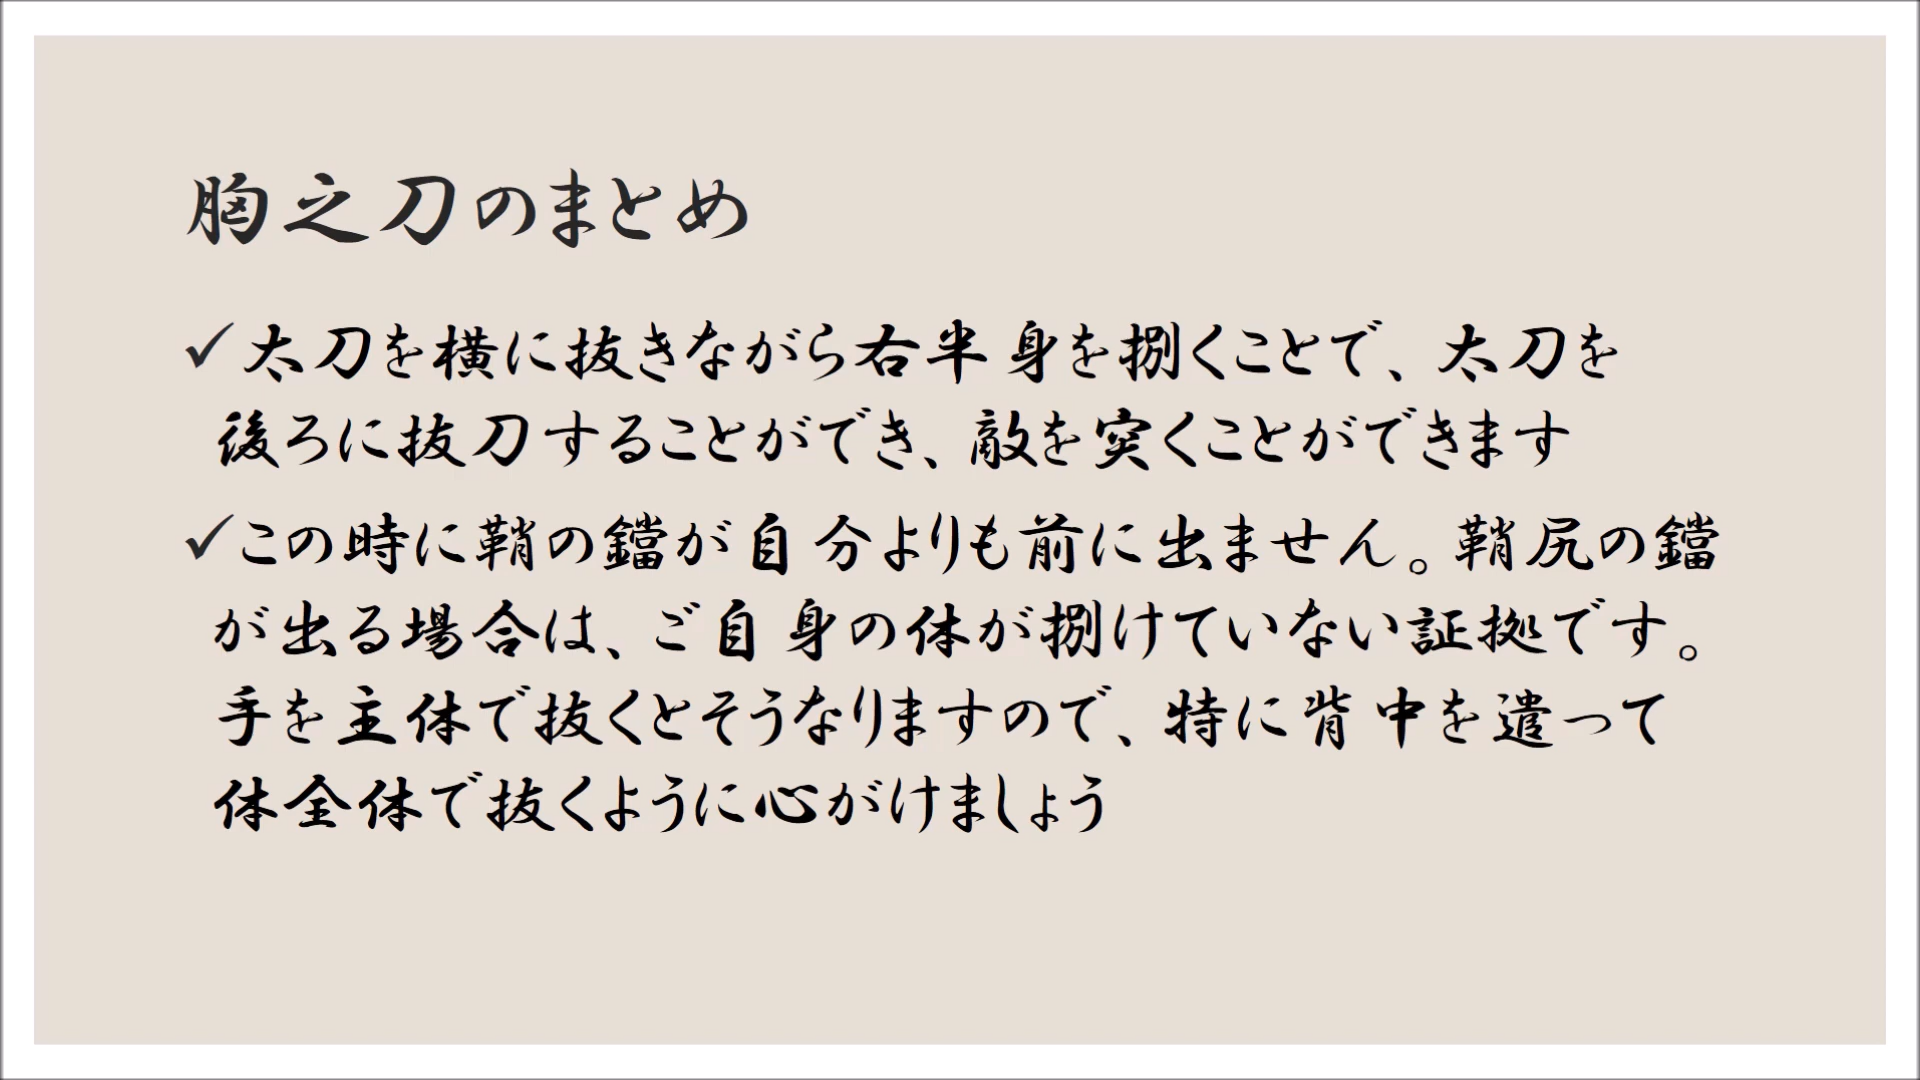 胸之刀のまとめ
✓太刀を横に抜きながら右半身を捌くことで、太刀を
後ろに抜刀することができ、敵を突くことができます
✓この時に鞘の鐺が自分よりも前に出ません。鞘尻の鐺
が出る場合は、ご自身の体が捌けていない証拠です。
手を主体で抜くとそうなりますので、特に背中を遣って
体全体で抜くように心がけましょう